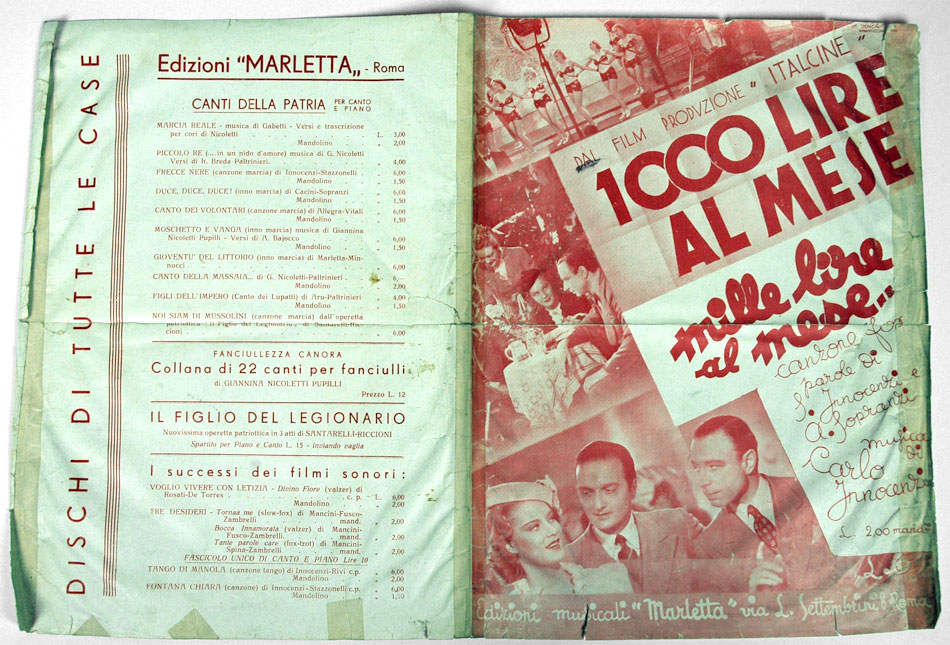 DISCHI DI TUTTE LE CASE
Edizioni "MARLETTA„ - Roma
CANTI DELLA PATRIA PER CANTO E PIANO
MARCIA REALE - musica di Gabetti - Versi e trascrizione
per cori di Nicoletti . . . L. 3,00
Mandolino . . 2,00
PICCOLO RE (... in un nido d'amore) musica di G. Nicoletti
Versi di Ir. Breda Paltrinieri. . . . 4,00
FRECCE NERE (canzone marcia) di Innocenzi-Stazzonelli . 6,00
Mandolino . . 1,50
DUCE, DUCE, DUCE! (inno marcia) di Cacini-Sopranzi . 6,00
Mandolino . . 1,50
CANTO DEI VOLONTARI (canzone marcia) di Allegra-Vitali 6,00
Mandolino . . 1,50
MOSCHETTO E VANGA (inno marcia) musica di Giannina
Nicoletti Pupilli - Versi di A. Bajocco . . 6,00
Mandolino . . 2,00
GIOVENTU' DEL LITTORIO (inno marcia) di Marletta-Min-
nucci . . . 6,00
CANTO DELLA MASSAIA... di G. Nicoletti-Paltrinieri . 6,00
Mandolino . . 2,00
FIGLI DELL'IMPERO (Canto dei Lupatti) di Aru-Paltrinieri 4,00
Mandolino . . 1,50
NOI SIAM DI MUSSOLINI (canzone marcia) dall'operetta
patriottica "Il Figlio del Legionario, di Santarelli-Ric-
cioni . . . 6,00
FANCIULLEZZA CANORA
Collana di 22 canti per fanciulli
di GIANNINA NICOLETTI PUPILLI
Prezzo L. 12
IL FIGLIO DEL LEGIONARIO
Nuovissima operetta patriottica in 3 atti di SANTARELLI-RICCIONI
Spartito per Piano e Canto L. 15 - inviando vaglia
I successi dei filmi sonori:
VOGLIO VIVERE CON LETIZIA - Divino Fiore (valzer) di
Rosati-De Torres . . c. p. - L. 6,00
Mandolino 2,00
TRE DESIDERI - Tornaa me (slow-fox) di Mancini-Fusco-
Zambrelli . . mand. 2,00
Bocca Innamorata (valzer) di Mancini-
Fusco-Zambrelli. mand. 2,00
Tante parole care (fox-trot) di Mancini-
Spina-Zambrelli mand. 2,00
FASCICOLO UNICO DI CANTO E PIANO Lire 10
TANGO DI MANOLA (canzone tango) di Innocenzi-Rivi c.p. 6,00
Mandolino 2,00
FONTANA CHIARA (canzone) di Innocenzi-Stazzonelli c.p. 6,00
Mandolino 1,50
DAL FILM PRODUZIONE "ITALCINE"
1000 LIRE
AL MESE
mille lire
al mese..
canzone fox
parole di
Innocenzi e
A. Sopranzi
musica
di
Carlo
Innocenzi
L. 2,00 mand.
Edizioni musicali "Marletta" via L. Settembrini Roma